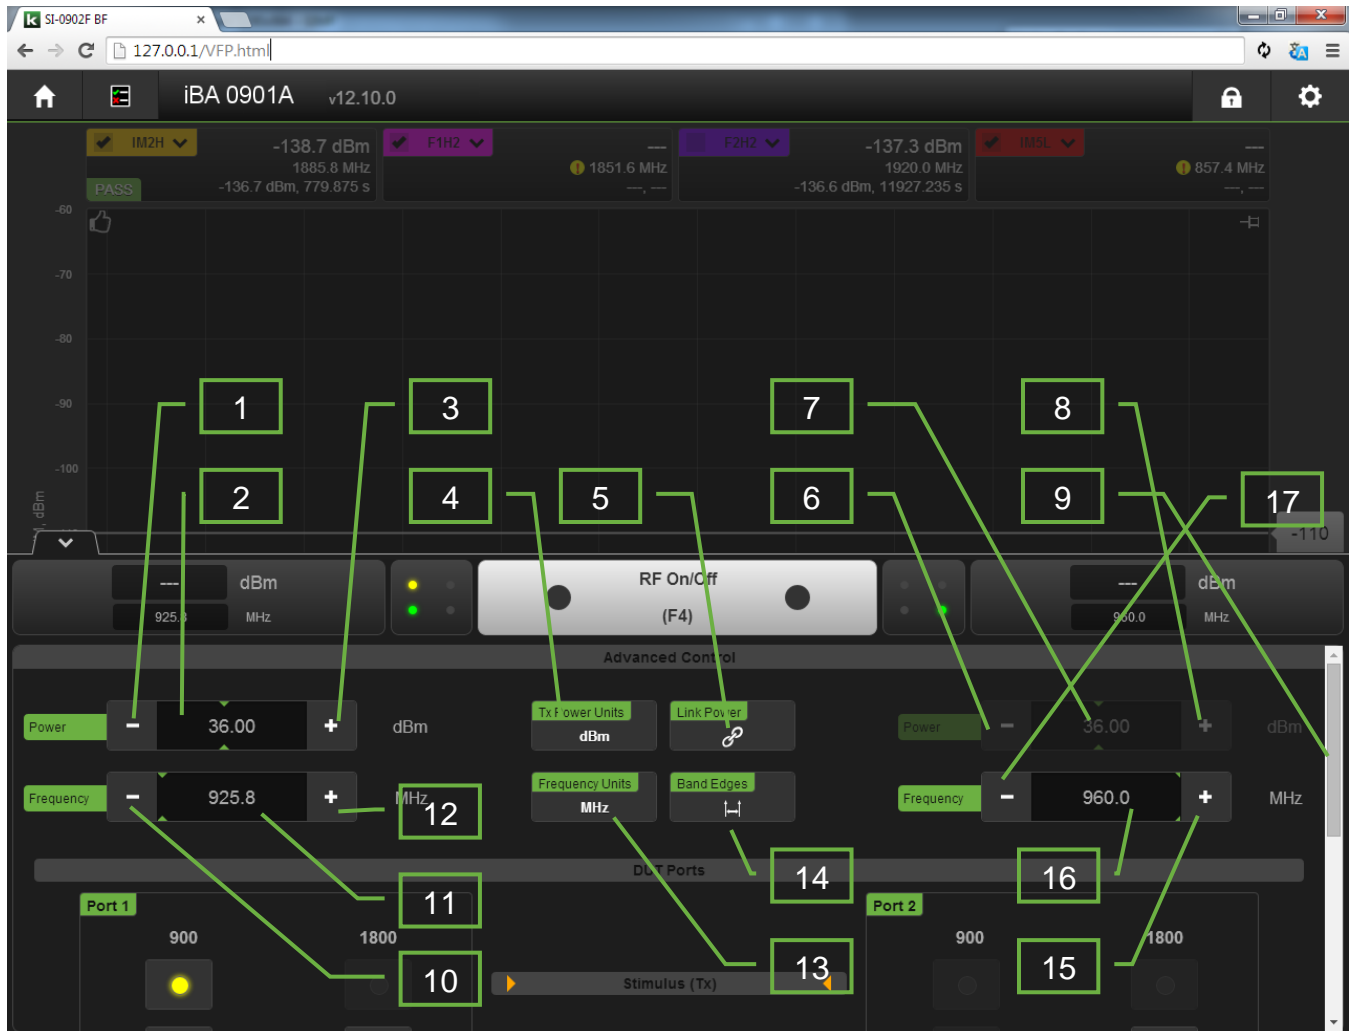 SI-0902F BF
127.0.0.1/VFP.html
iBA 0901A v12.10.0
IM2H -138.7 dBm F1H2 --- F2H2 -137.3 dBm IM5L ---
1885.8 MHz 1851.6 MHz 1920.0 MHz 857.4 MHz
PASS -136.7 dBm, 779.875 s ---, --- -136.6 dBm, 11927.235 s ---, ---
-60
-70
-80
-90 1 3 7 8
-100
2 4 5 6 9 17
dBm
-110
--- dBm RF On/Off --- dBm
925.8 MHz (F4) 960.0 MHz
Advanced Control
Power - 36.00 + dBm Tx Power Units Link Power Power - 36.00 + dBm
dBm
Frequency - 925.8 + MHz Frequency Units Band Edges Frequency - 960.0 + MHz
MHz
12
DUT Ports
14 16
Port 1 11 Port 2
900 1800 900 1800
10 13 15
Stimulus (Tx)